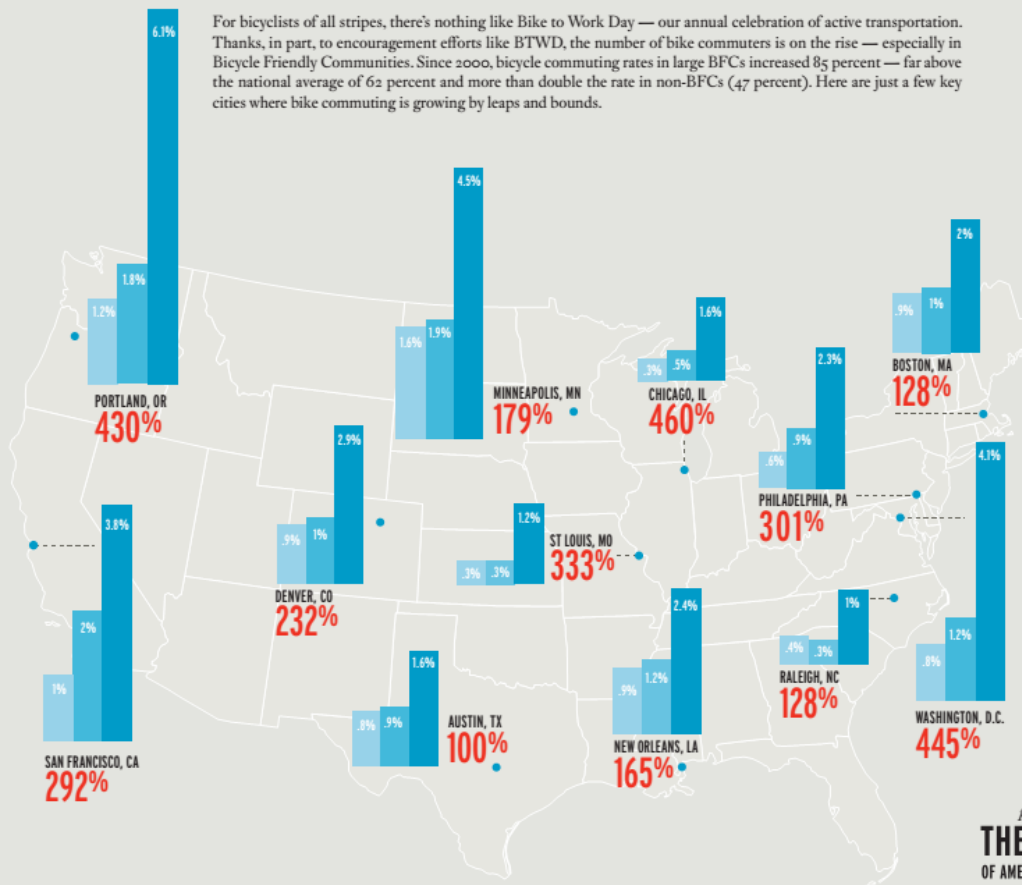 For bicyclists of all stripes, there's nothing like Bike to Work Day — our annual celebration of active transportation.
Thanks, in part, to encouragement efforts like BTWD, the number of bike commuters is on the rise — especially in
Bicycle Friendly Communities. Since 2000, bicycle commuting rates in large BFCs increased 85 percent — far above
the national average of 62 percent and more than double the rate in non-BFCs (47 percent). Here are just a few key
cities where bike commuting is growing by leaps and bounds.
1.2%
1.8%
6.1%
PORTLAND, OR
430%
1.6%
1.9%
4.5%
MINNEAPOLIS, MN
179%
.3%
.5%
1.6%
CHICAGO, IL
460%
.9%
1%
2%
BOSTON, MA
128%
.6%
.9%
2.3%
PHILADELPHIA, PA
301%
1%
2%
3.8%
SAN FRANCISCO, CA
292%
.9%
1%
2.9%
DENVER, CO
232%
.3%
.3%
1.2%
ST LOUIS, MO
333%
.8%
.9%
1.6%
AUSTIN, TX
100%
.9%
1.2%
2.4%
NEW ORLEANS, LA
165%
.4%
.3%
1%
RALEIGH, NC
128%
.8%
1.2%
4.1%
WASHINGTON, D.C.
445%
THE
OF AME